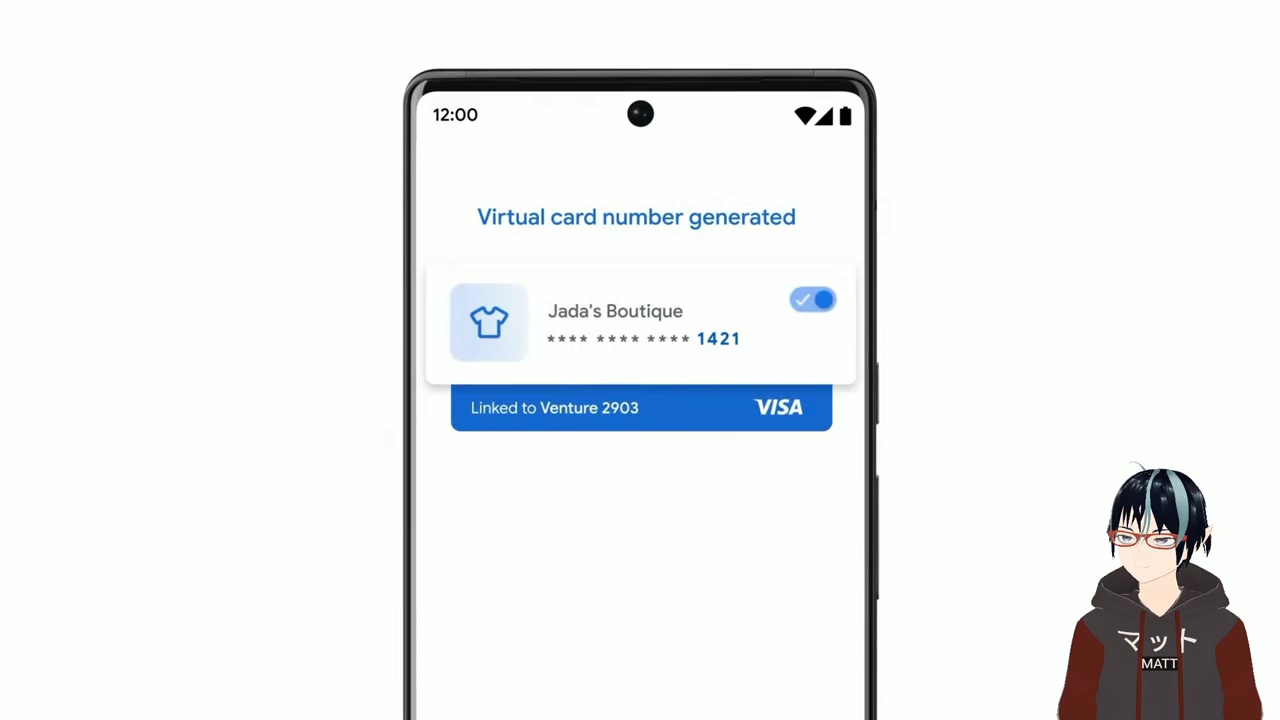 12:00
Virtual card number generated
Jada's Boutique
**** **** **** 1421
Linked to Venture 2903
VISA
マット
MATT